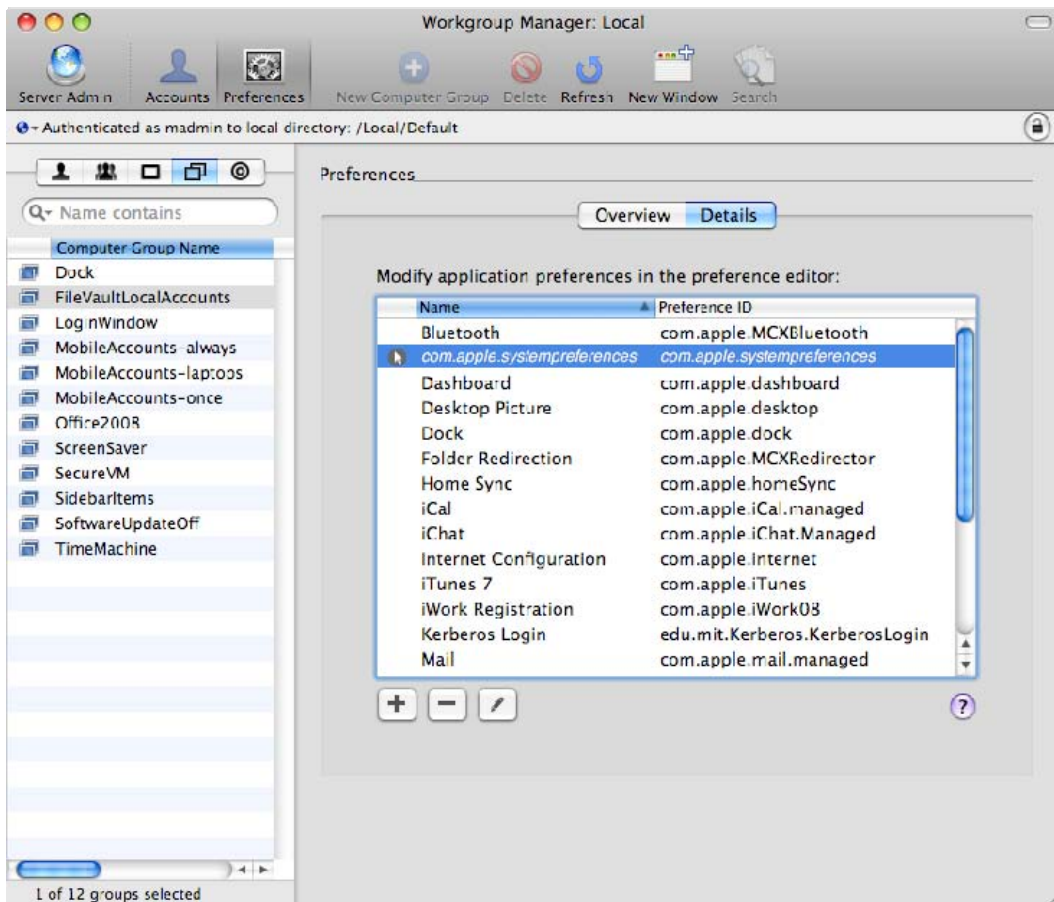 Workgroup Manager: Local
Server Admin Accounts Preferences New Computer Group Delete Refresh New Window Search
Authenticated as madmin to local directory: /Local/Default
Preferences
Name contains
Overview Details
Computer Group Name
Dock
FileVaultLocalAccounts
LoginWindow
MobileAccounts-always
MobileAccounts-laptops
MobileAccounts-once
Office2008
ScreenSaver
SecureVM
SidebarItems
SoftwareUpdateOff
TimeMachine
Modify application preferences in the preference editor:
Name Preference ID
Bluetooth com.apple.MCXBluetooth
com.apple.systempreferences com.apple.systempreferences
Dashboard com.apple.dashboard
Desktop Picture com.apple.desktop
Dock com.apple.dock
Folder Redirection com.apple.MCXRedirector
Home Sync com.apple.homeSync
iCal com.apple.iCal.managed
iChat com.apple.iChat.Managed
Internet Configuration com.apple.internet
iTunes 7 com.apple.iTunes
iWork Registration com.apple.iWork08
Kerberos Login edu.mit.Kerberos.KerberosLogin
Mail com.apple.mail.managed
?
1 of 12 groups selected